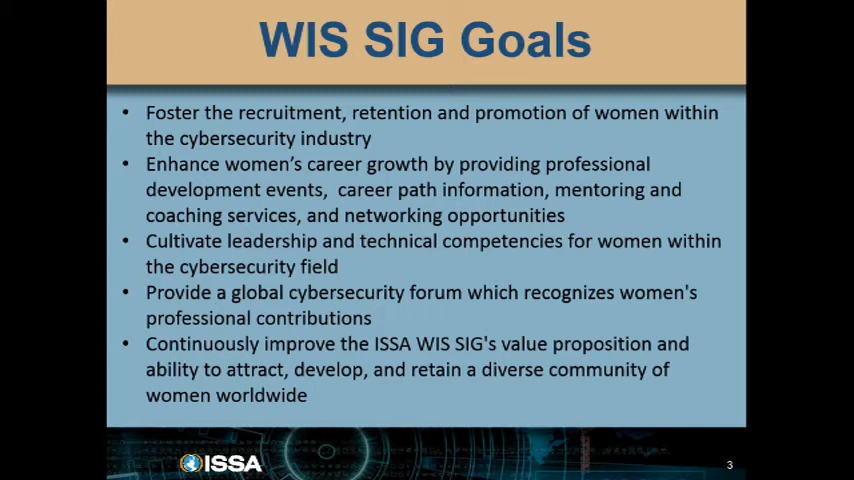 WIS SIG Goals
• Foster the recruitment, retention and promotion of women within
the cybersecurity industry
• Enhance women’s career growth by providing professional
development events,  career path information, mentoring and
coaching services, and networking opportunities
• Cultivate leadership and technical competencies for women within
the cybersecurity field
• Provide a global cybersecurity forum which recognizes women's
professional contributions
• Continuously improve the ISSA WIS SIG's value proposition and
ability to attract, develop, and retain a diverse community of
women worldwide
ISSA
3